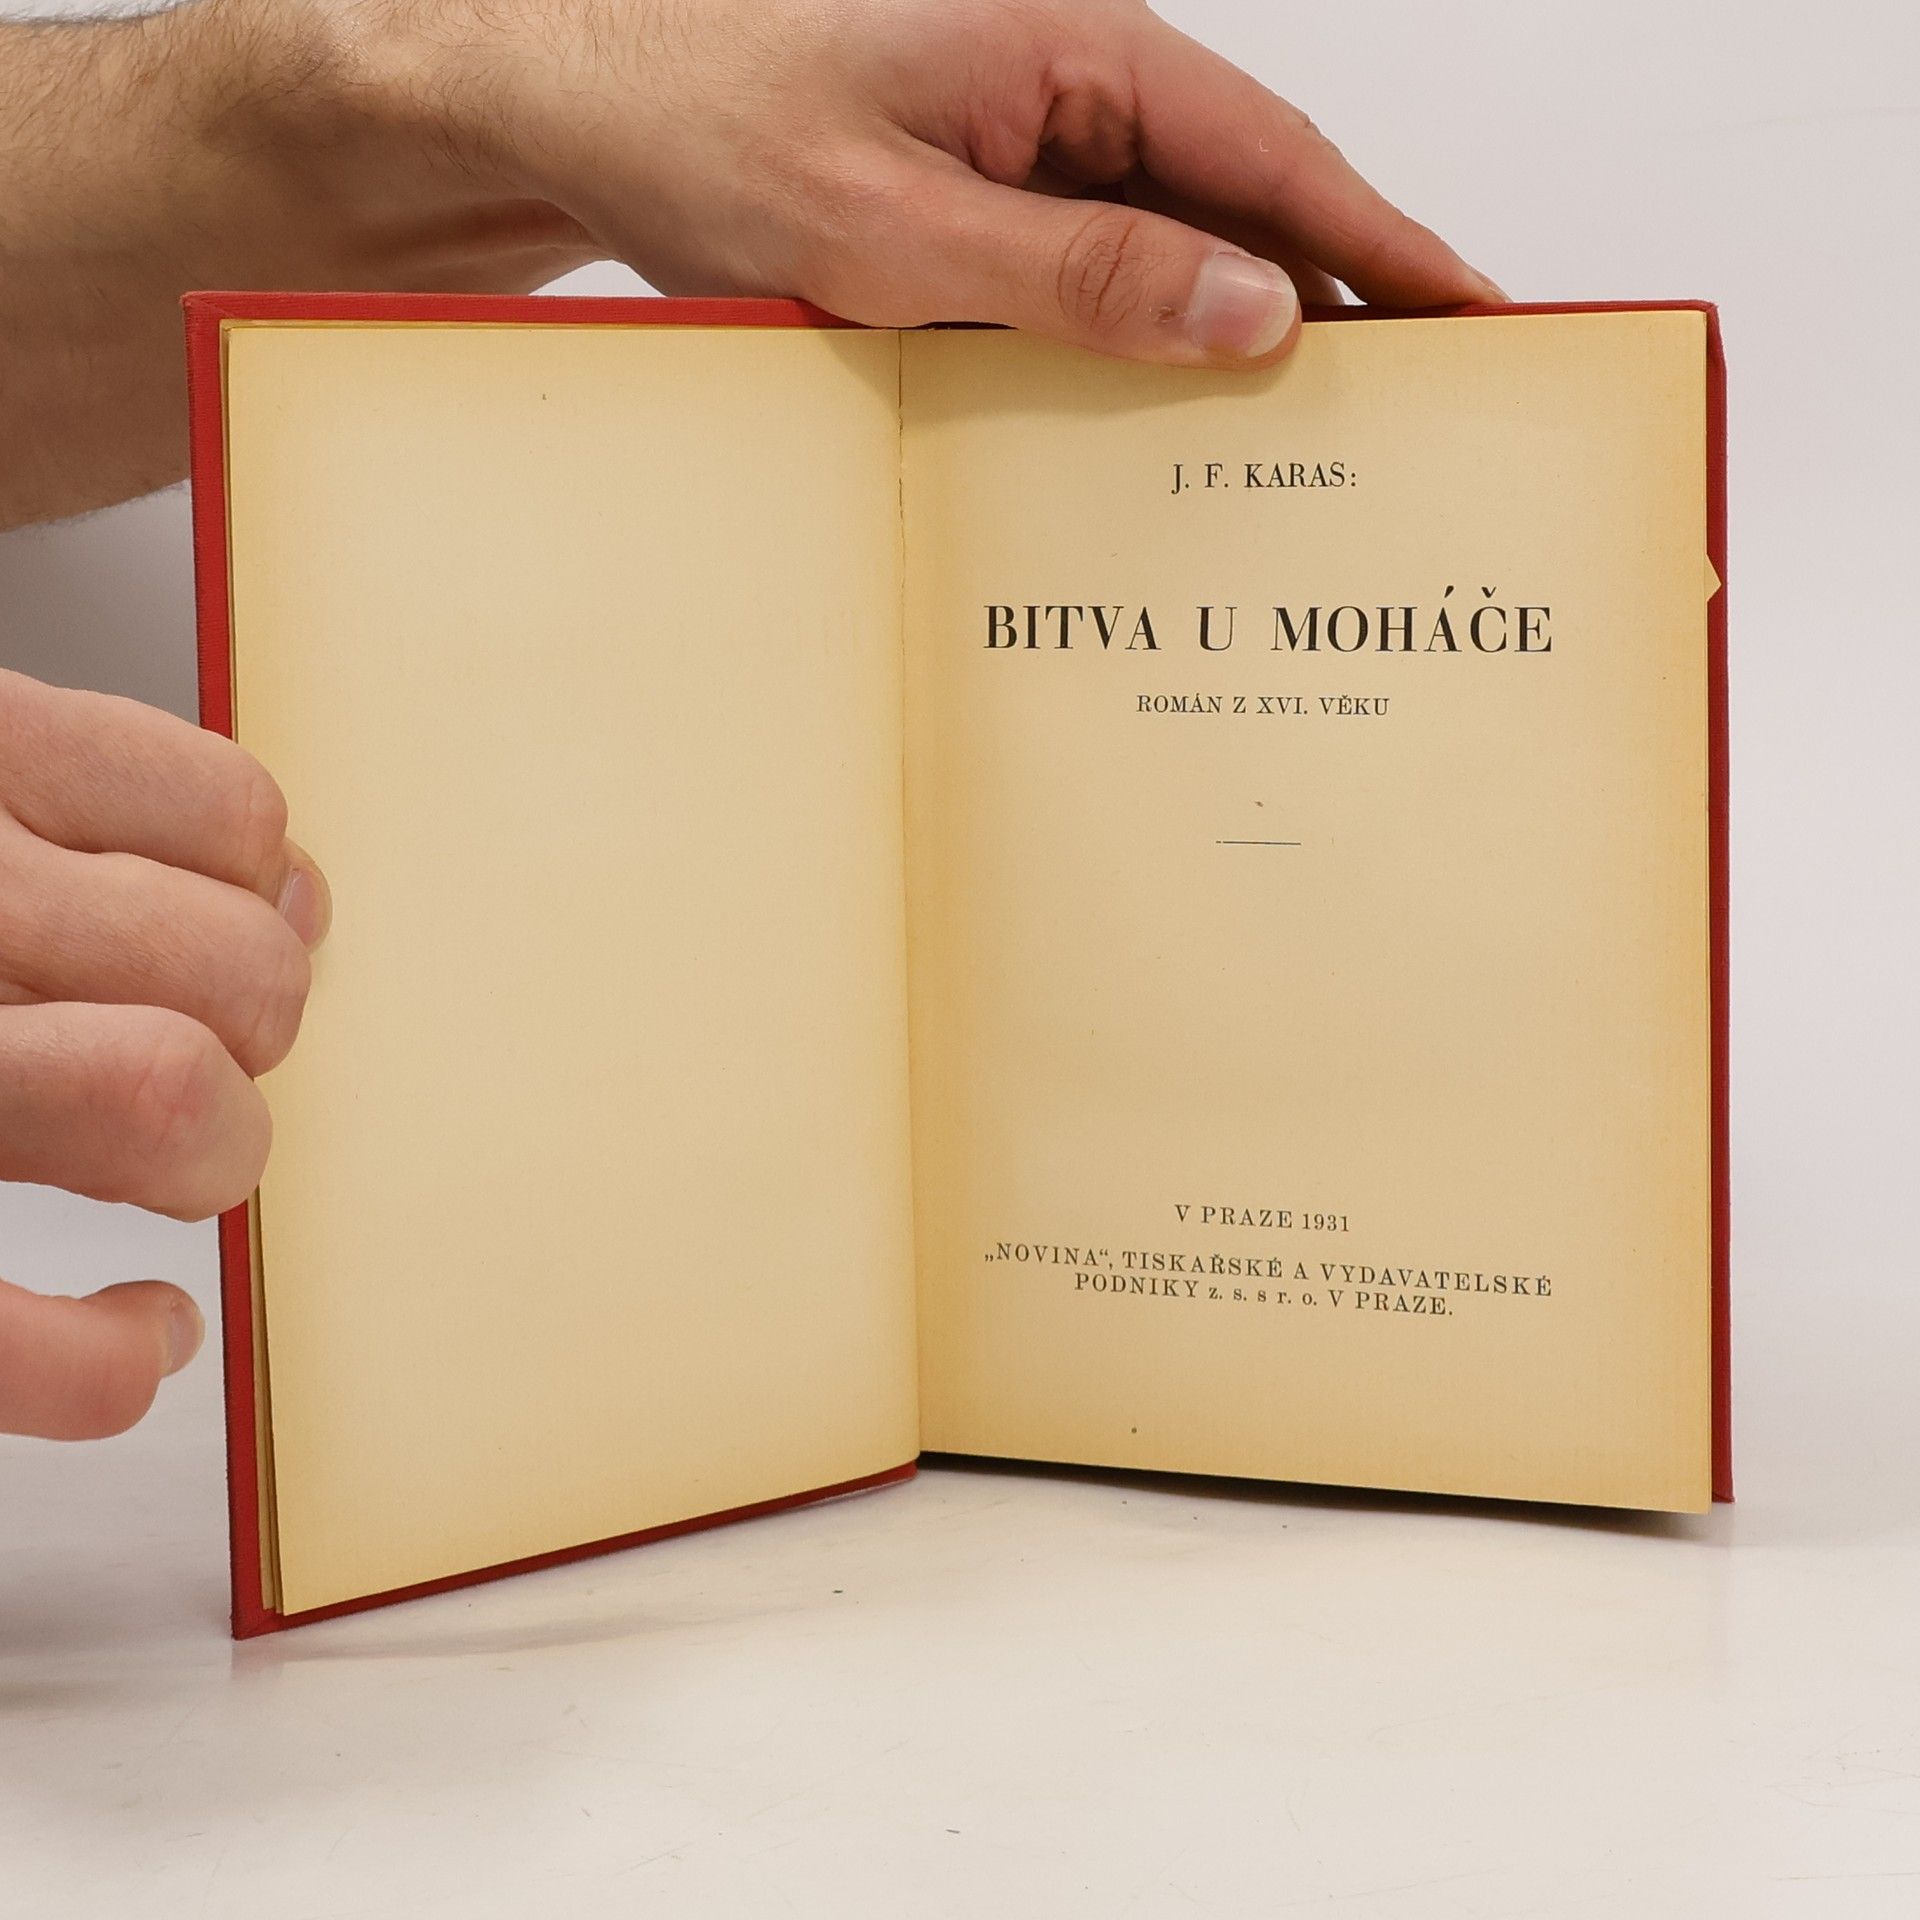 J. F. KARAS:
BITVA U MOHÁČE
ROMÁN Z XVI. VĚKU
V PRAZE 1931
„NOVINA“, TISKAŘSKÉ A VYDAVATELSKÉ
PODNIKY z. s. s r. o. V PRAZE.